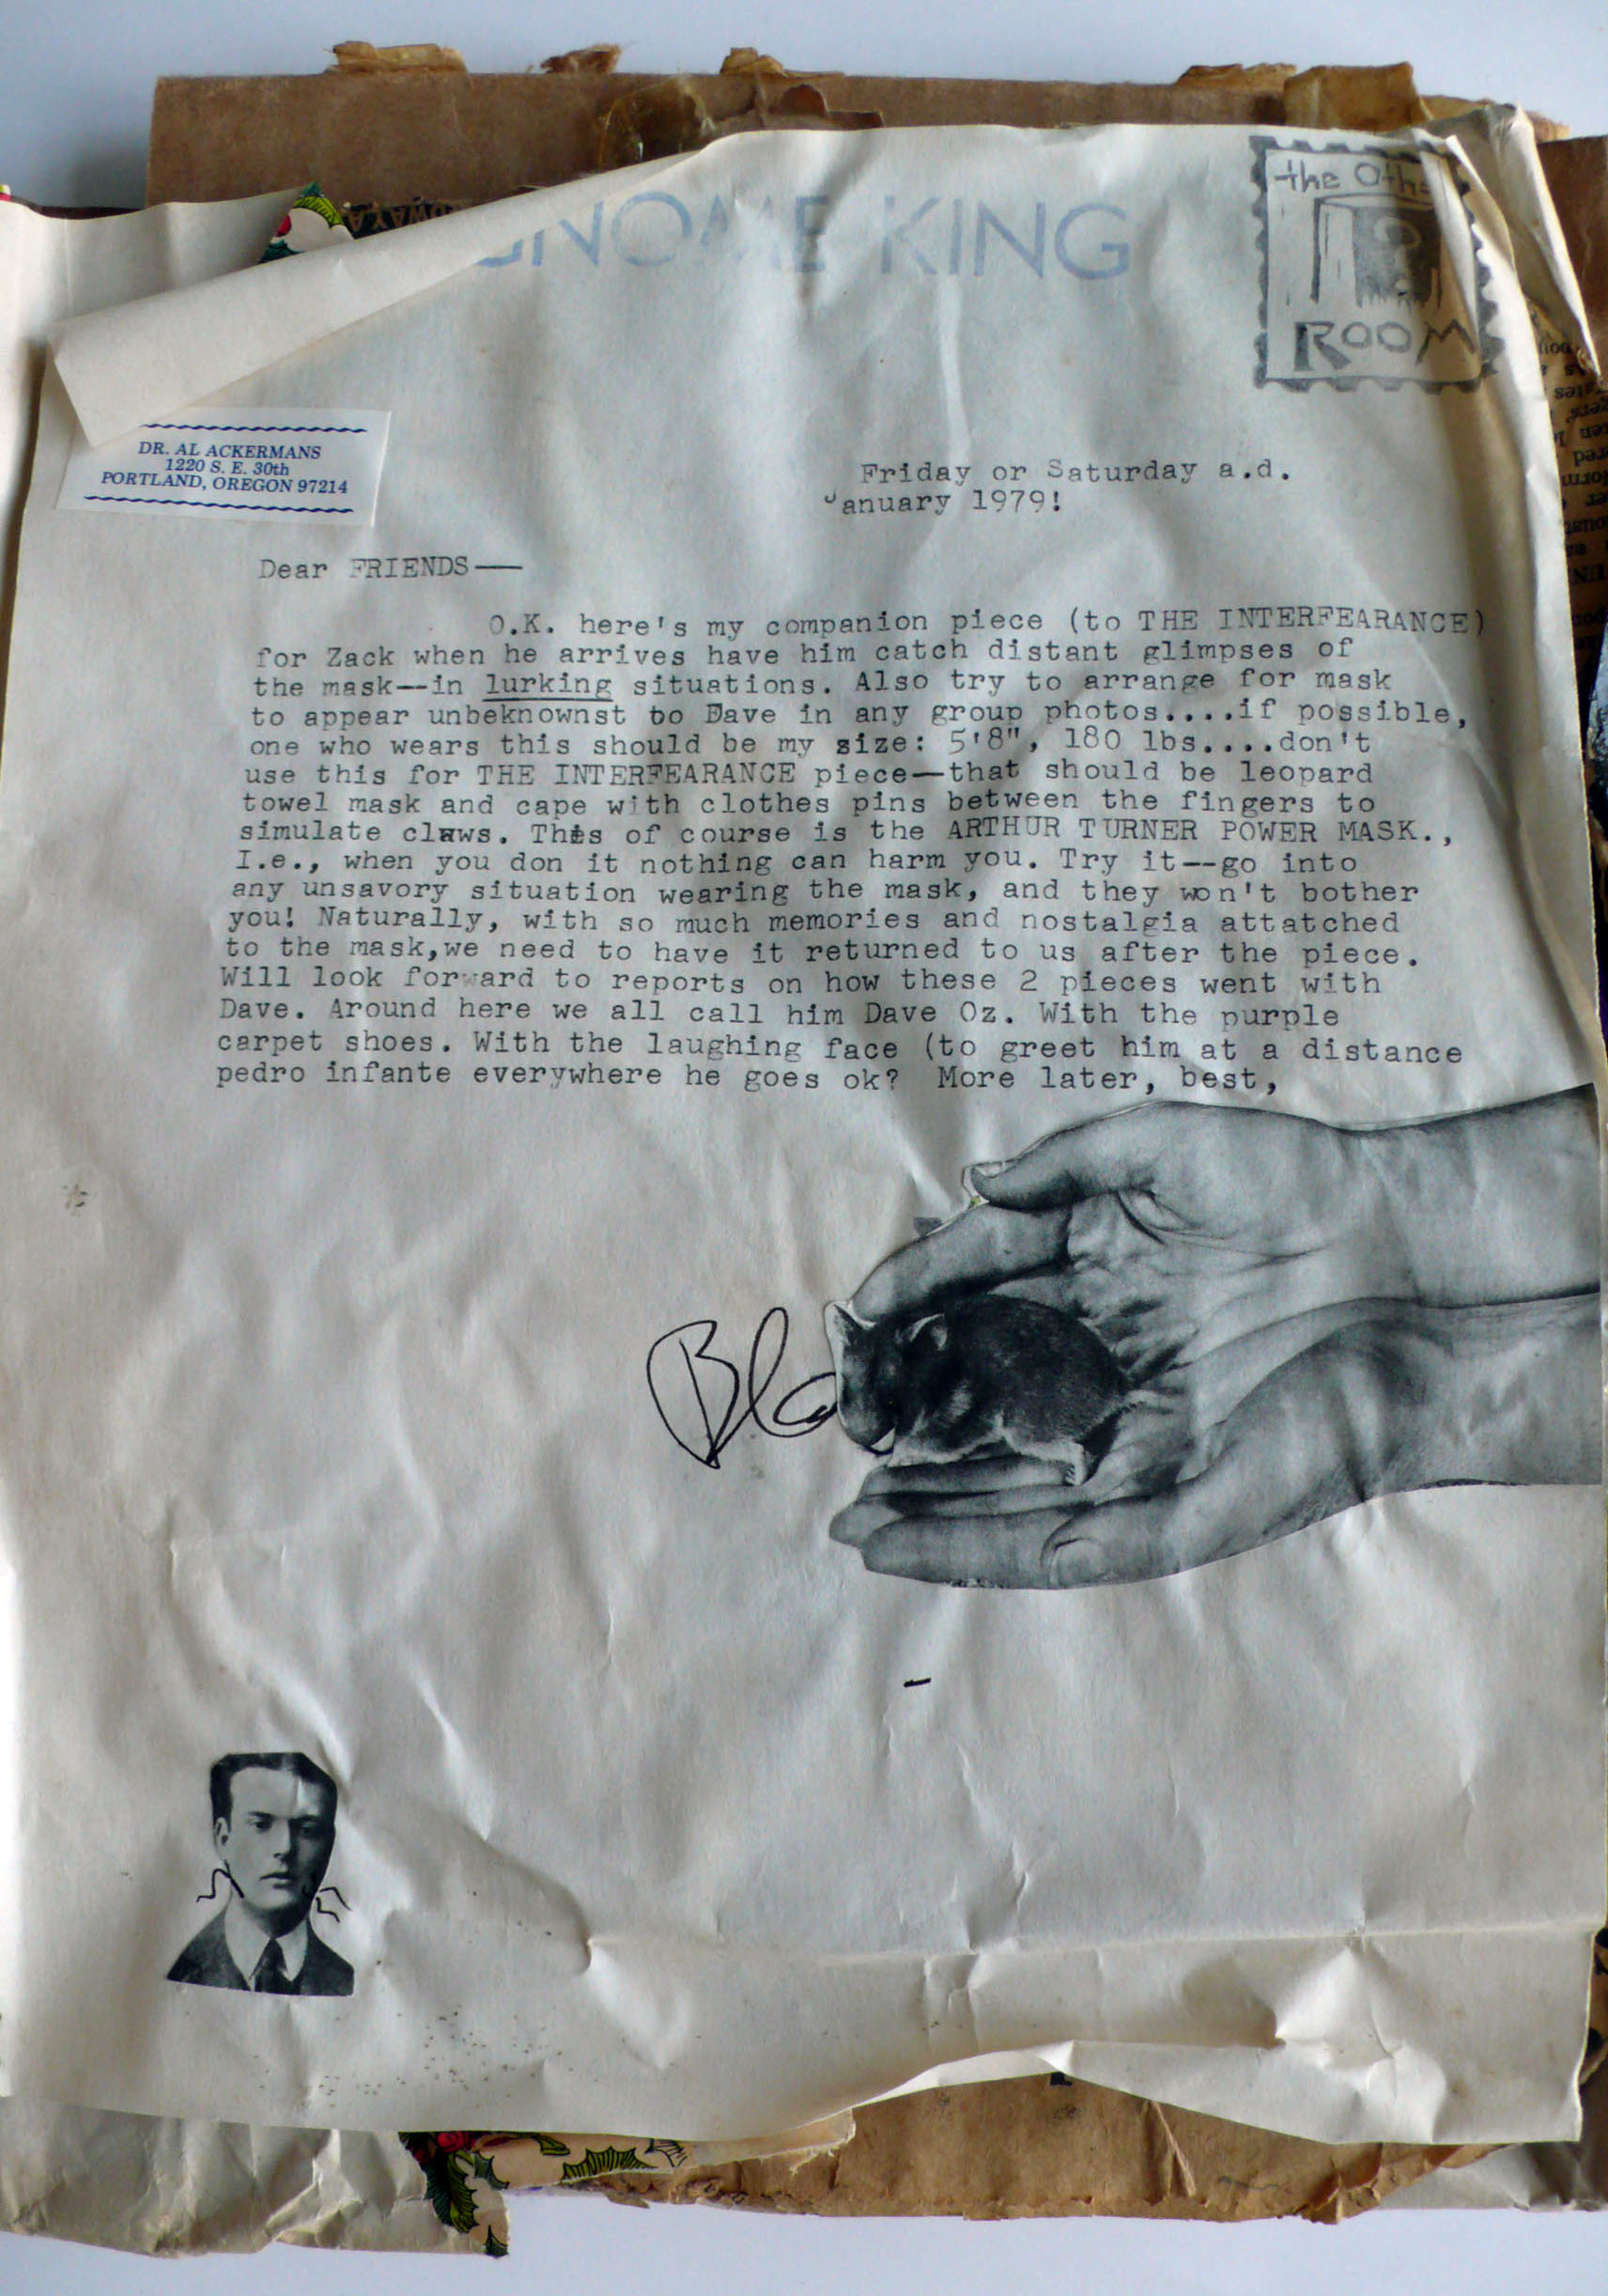 GNOME KING
the Othe
ROOM
DR. AL ACKERMANS
1220 S. E. 30th
PORTLAND, OREGON 97214
Friday or Saturday a.d.
January 1979!
Dear FRIENDS—
O.K. here's my companion piece (to THE INTERFEARANCE)
for Zack when he arrives have him catch distant glimpses of
the mask--in lurking situations. Also try to arrange for mask
to appear unbeknownst to Dave in any group photos....if possible,
one who wears this should be my size: 5'8", 180 lbs....don't
use this for THE INTERFEARANCE piece—that should be leopard
towel mask and cape with clothes pins between the fingers to
simulate claws. This of course is the ARTHUR TURNER POWER MASK.,
I.e., when you don it nothing can harm you. Try it--go into
any unsavory situation wearing the mask, and they won't bother
you! Naturally, with so much memories and nostalgia attatched
to the mask,we need to have it returned to us after the piece.
Will look forward to reports on how these 2 pieces went with
Dave. Around here we all call him Dave Oz. With the purple
carpet shoes. With the laughing face (to greet him at a distance
pedro infante everywhere he goes ok? More later, best,
Bla